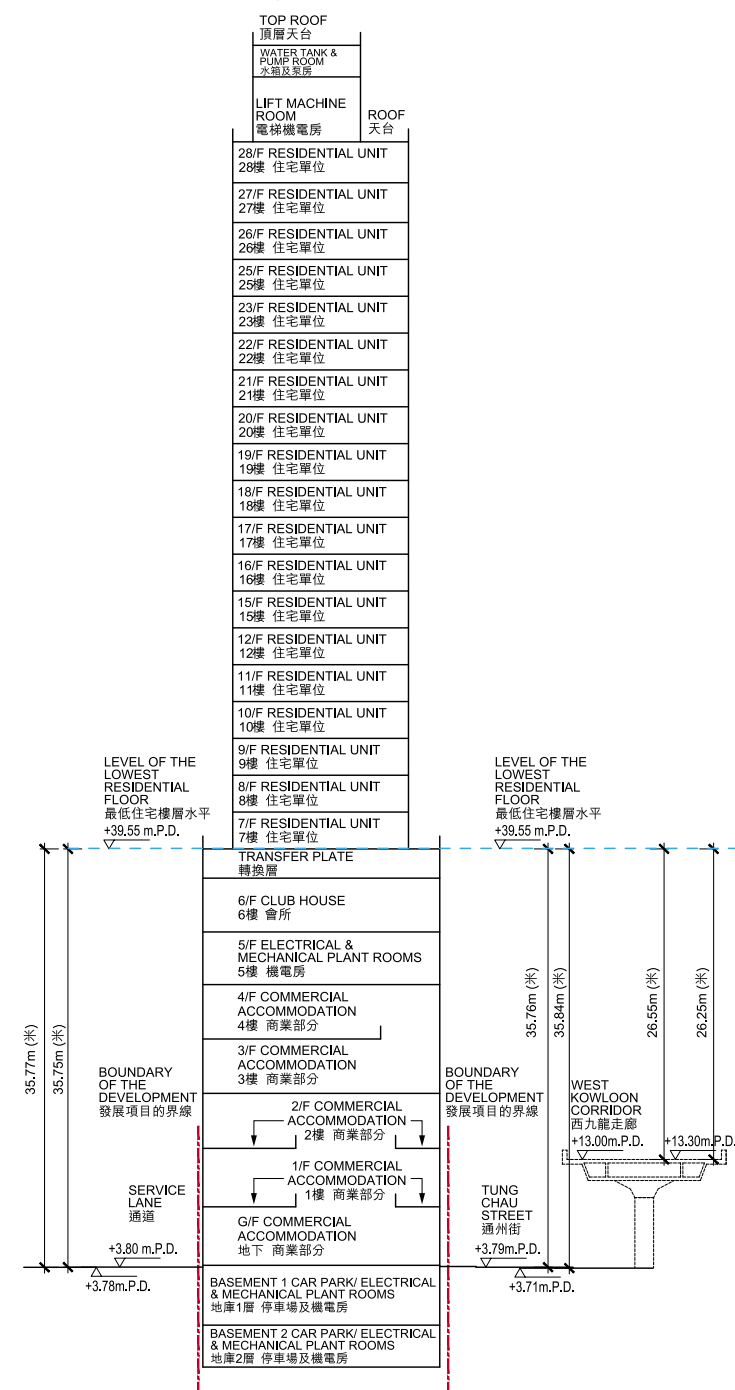 TOP ROOF
頂層天台
WATER TANK &
PUMP ROOM
水箱及泵房
LIFT MACHINE
ROOM
電梯機電房
ROOF
天台
28/F RESIDENTIAL UNIT
28樓 住宅單位
27/F RESIDENTIAL UNIT
27樓 住宅單位
26/F RESIDENTIAL UNIT
26樓 住宅單位
25/F RESIDENTIAL UNIT
25樓 住宅單位
23/F RESIDENTIAL UNIT
23樓 住宅單位
22/F RESIDENTIAL UNIT
22樓 住宅單位
21/F RESIDENTIAL UNIT
21樓 住宅單位
20/F RESIDENTIAL UNIT
20樓 住宅單位
19/F RESIDENTIAL UNIT
19樓 住宅單位
18/F RESIDENTIAL UNIT
18樓 住宅單位
17/F RESIDENTIAL UNIT
17樓 住宅單位
16/F RESIDENTIAL UNIT
16樓 住宅單位
15/F RESIDENTIAL UNIT
15樓 住宅單位
12/F RESIDENTIAL UNIT
12樓 住宅單位
11/F RESIDENTIAL UNIT
11樓 住宅單位
10/F RESIDENTIAL UNIT
10樓 住宅單位
9/F RESIDENTIAL UNIT
9樓 住宅單位
8/F RESIDENTIAL UNIT
8樓 住宅單位
7/F RESIDENTIAL UNIT
7樓 住宅單位
LEVEL OF THE
LOWEST
RESIDENTIAL
FLOOR
最低住宅樓層水平
+39.55 m.P.D.
LEVEL OF THE
LOWEST
RESIDENTIAL
FLOOR
最低住宅樓層水平
+39.55 m.P.D.
TRANSFER PLATE
轉換層
6/F CLUB HOUSE
6樓 會所
5/F ELECTRICAL &
MECHANICAL PLANT ROOMS
5樓 機電房
4/F COMMERCIAL
ACCOMMODATION
4樓 商業部分
3/F COMMERCIAL
ACCOMMODATION
3樓 商業部分
2/F COMMERCIAL
ACCOMMODATION
2樓 商業部分
1/F COMMERCIAL
ACCOMMODATION
1樓 商業部分
G/F COMMERCIAL
ACCOMMODATION
地下 商業部分
BASEMENT 1 CAR PARK/ ELECTRICAL
& MECHANICAL PLANT ROOMS
地庫1層 停車場及機電房
BASEMENT 2 CAR PARK/ ELECTRICAL
& MECHANICAL PLANT ROOMS
地庫2層 停車場及機電房
35.77m (米)
35.75m (米)
BOUNDARY
OF THE
DEVELOPMENT
發展項目的界線
SERVICE
LANE
通道
+3.80 m.P.D.
+3.78m.P.D.
35.76m (米)
35.84m (米)
26.55m (米)
26.25m (米)
BOUNDARY
OF THE
DEVELOPMENT
發展項目的界線
WEST
KOWLOON
CORRIDOR
西九龍走廊
+13.00m.P.D.
+13.30m.P.D.
TUNG
CHAU
STREET
通州街
+3.79m.P.D.
+3.71m.P.D.